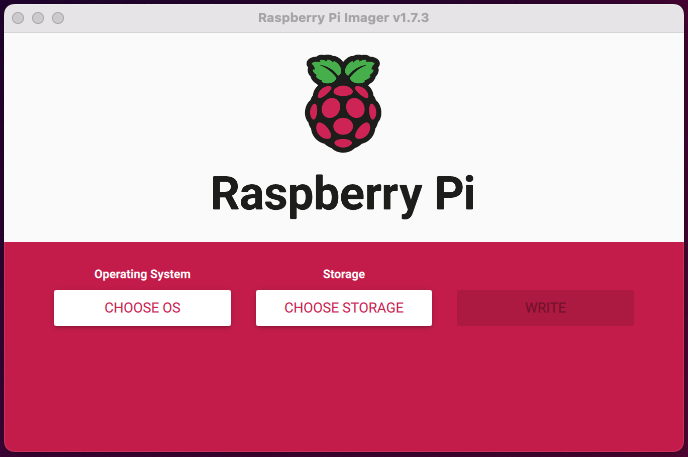 Raspberry Pi Imager v1.7.3
Raspberry Pi
Operating System
Storage
CHOOSE OS
CHOOSE STORAGE
WRITE